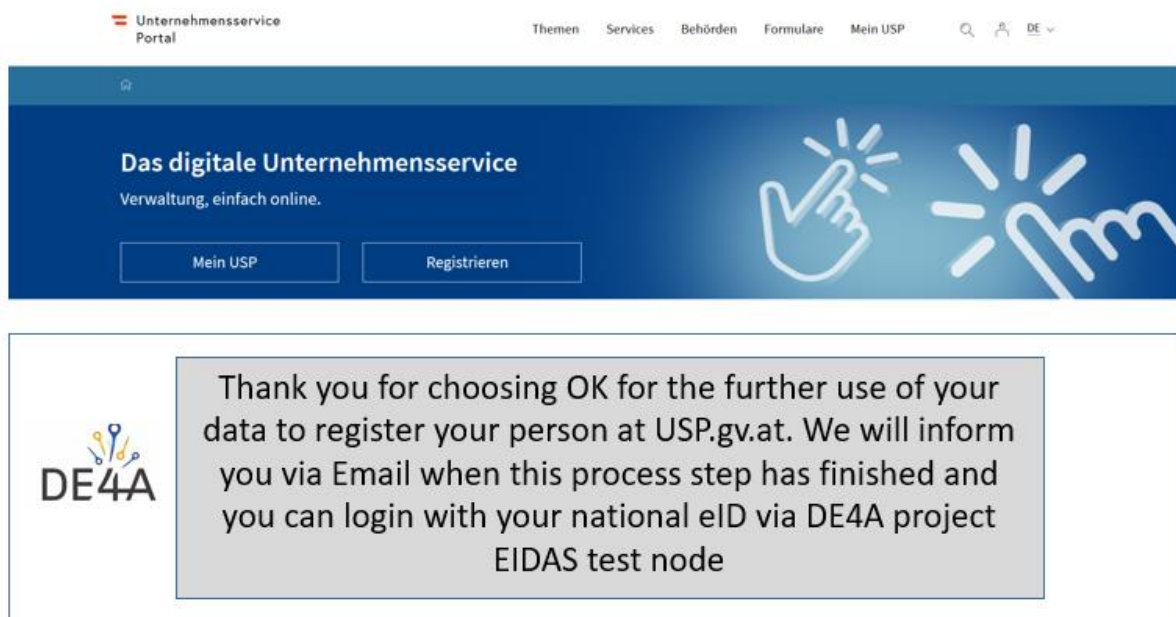 Unternehmensservice
Portal
Themen Services Behörden Formulare Mein USP DE
Das digitale Unternehmensservice
Verwaltung, einfach online.
Mein USP Registrieren
DE4A
Thank you for choosing OK for the further use of your
data to register your person at USP.gv.at. We will inform
you via Email when this process step has finished and
you can login with your national eID via DE4A project
EIDAS test node